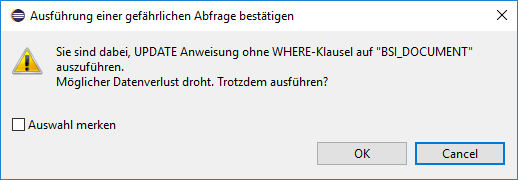 Ausführung einer gefährlichen Abfrage bestätigen
Sie sind dabei, UPDATE Anweisung ohne WHERE-Klausel auf "BSI_DOCUMENT"
auszuführen.
Möglicher Datenverlust droht. Trotzdem ausführen?
Auswahl merken
OK
Cancel